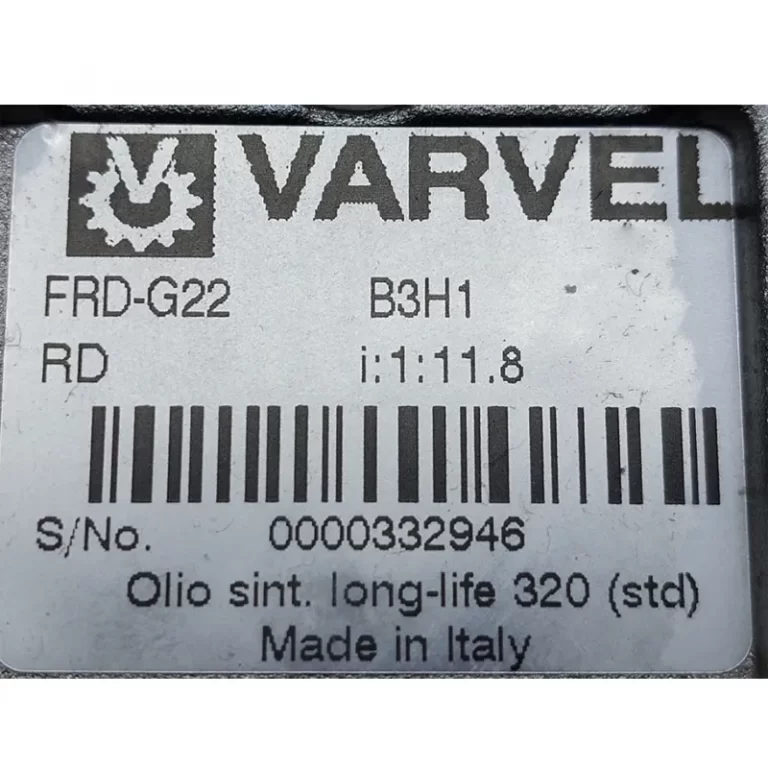 VARVEL
FRD-G22 B3H1
RD i:1:11.8
S/No. 0000332946
Olio sint. long-life 320 (std)
Made in Italy